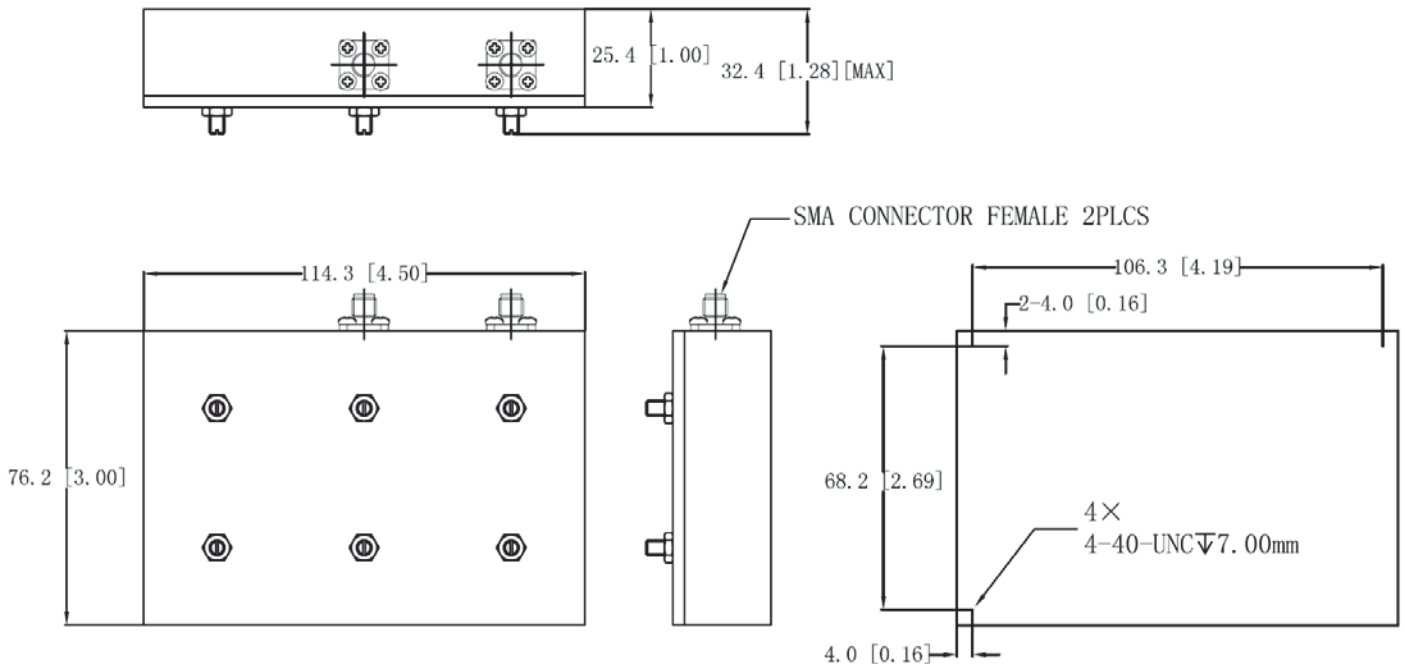 25.4 [1.00]
32.4 [1.28][MAX]
SMA CONNECTOR FEMALE 2PLCS
114.3 [4.50]
106.3 [4.19]
2-4.0 [0.16]
76.2 [3.00]
68.2 [2.69]
4×
4-40-UNC↧7.00mm
4.0 [0.16]